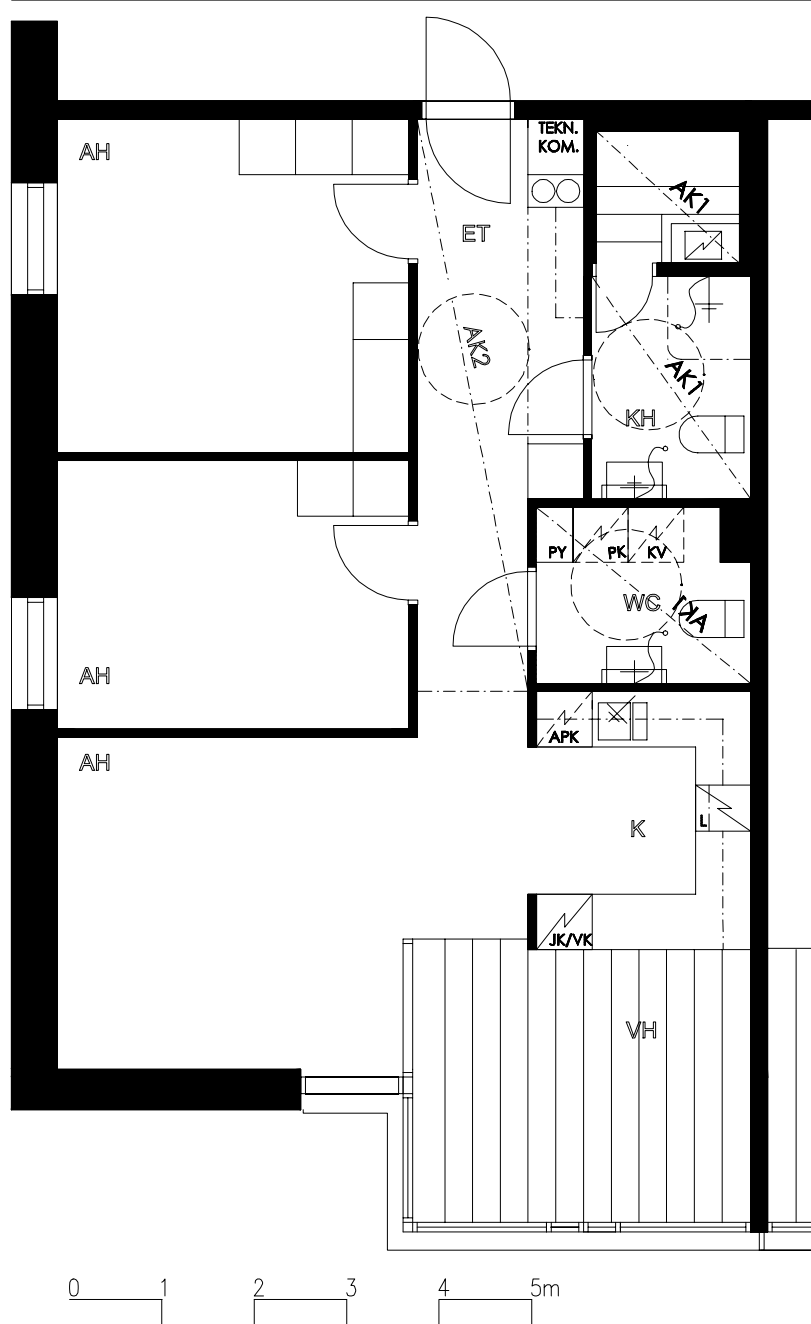 AH
TEKN.
KOM.
AK1
ET
AK2
AK1
KH
PY PK KV
WC AK1
AH
AH
APK
K
L
JK/VK
VH
0 1 2 3 4 5m